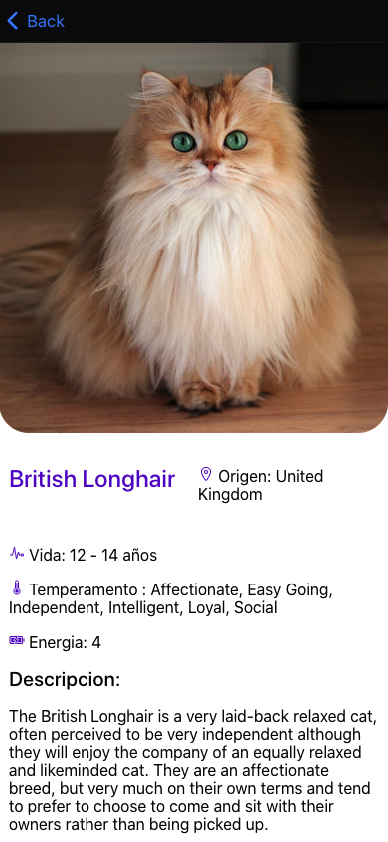 Back
British Longhair
Origen: United
Kingdom
Vida: 12 - 14 años
Temperamento : Affectionate, Easy Going,
Independent, Intelligent, Loyal, Social
Energia: 4
Descripcion:
The British Longhair is a very laid-back relaxed cat,
often perceived to be very independent although
they will enjoy the company of an equally relaxed
and likeminded cat. They are an affectionate
breed, but very much on their own terms and tend
to prefer to choose to come and sit with their
owners rather than being picked up.